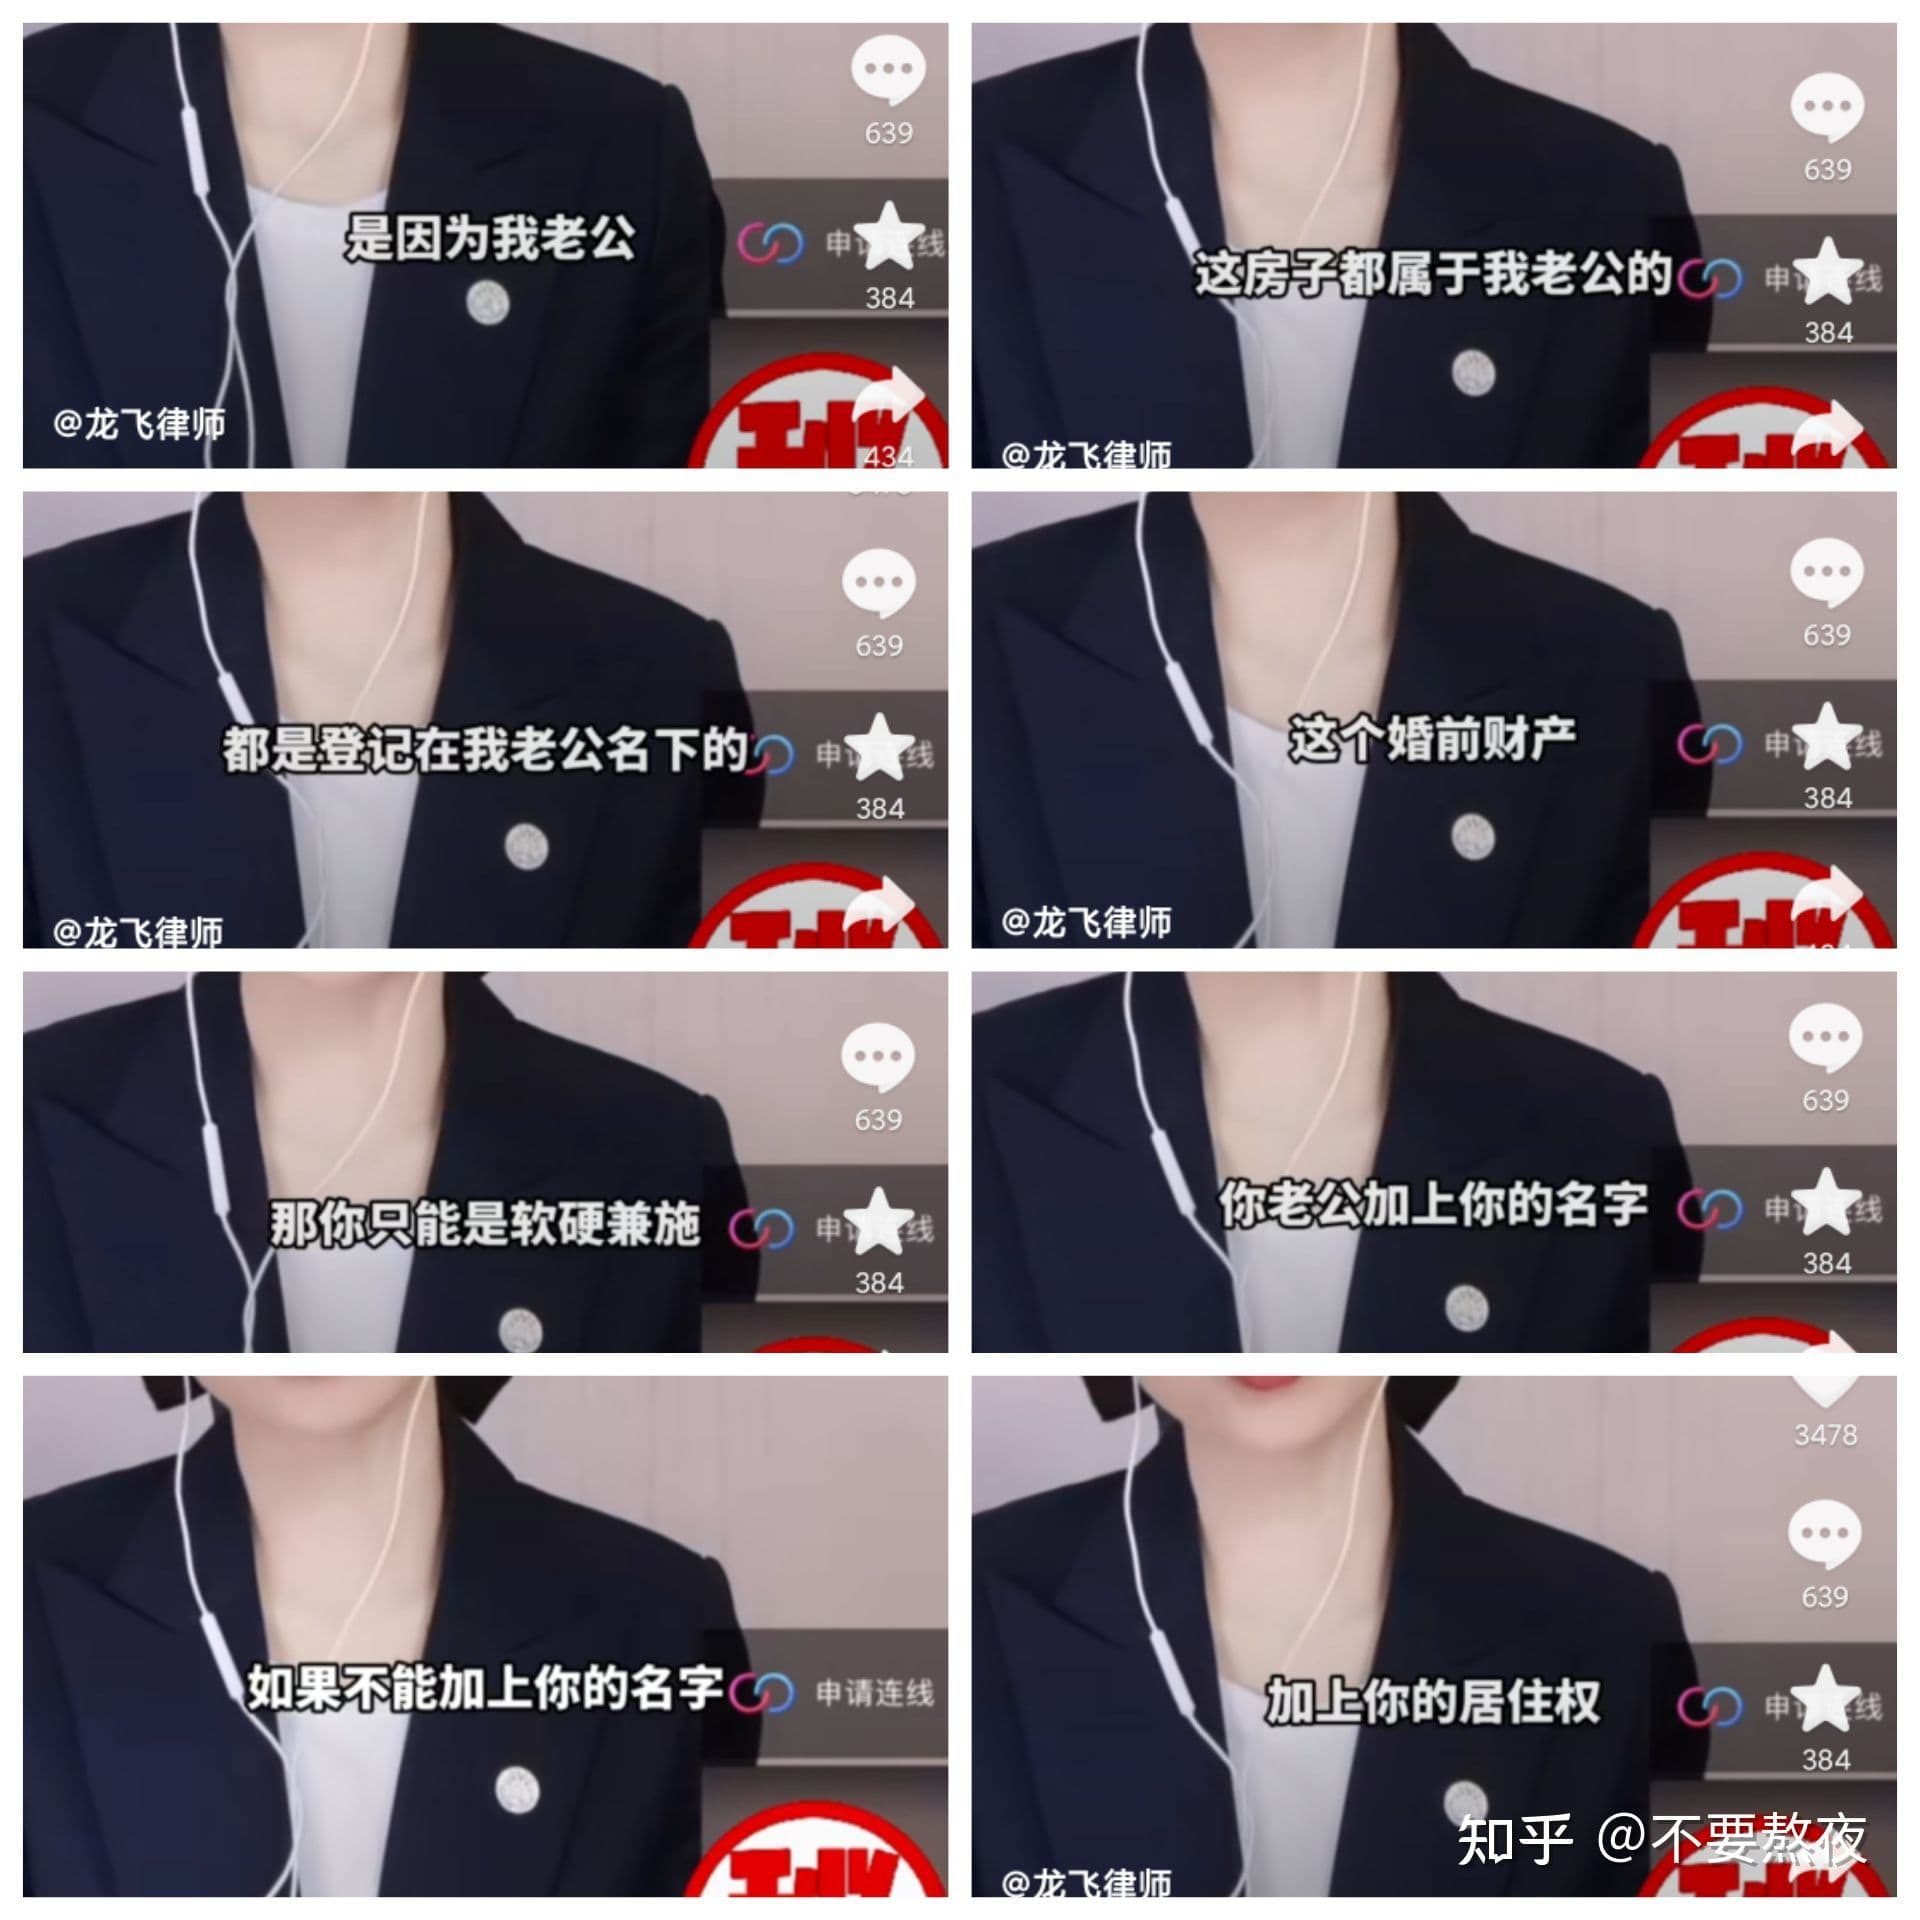 639
是因为我老公
申请连线
384
@龙飞律师
434
639
这房子都属于我老公的
申请连线
384
@龙飞律师
639
都是登记在我老公名下的
申请连线
384
@龙飞律师
639
这个婚前财产
申请连线
384
@龙飞律师
639
那你只能是软硬兼施
申请连线
384
639
你老公加上你的名字
申请连线
384
如果不能加上你的名字
申请连线
3478
639
加上你的居住权
申请连线
384
知乎 @不要熬夜
@龙飞律师